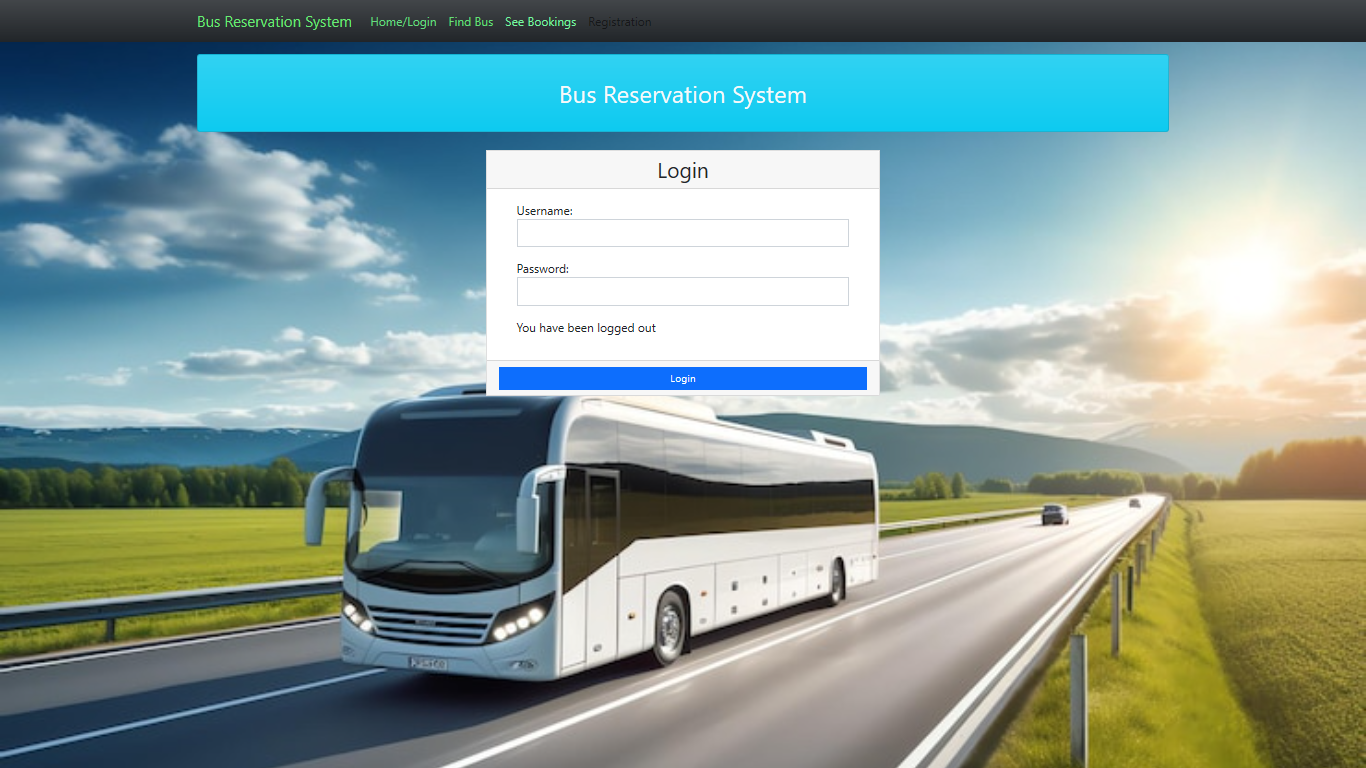 Bus Reservation System Home/Login Find Bus See Bookings Registration
Bus Reservation System
Login
Username:
Password:
You have been logged out
Login